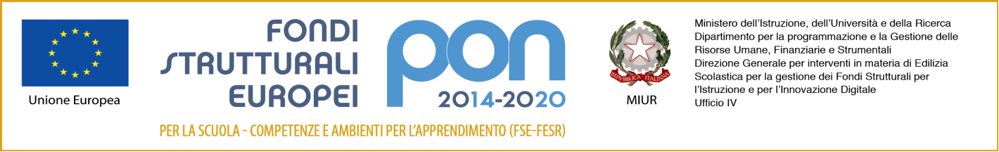 Unione Europea
FONDI
STRUTTURALI
EUROPEI
pon
2014-2020
PER LA SCUOLA - COMPETENZE E AMBIENTI PER L'APPRENDIMENTO (FSE-FESR)
REPVBBLICA ITALIANA
MIUR
Ministero dell'Istruzione, dell'Università e della Ricerca
Dipartimento per la programmazione e la Gestione delle
Risorse Umane, Finanziarie e Strumentali
Direzione Generale per interventi in materia di Edilizia
Scolastica per la gestione dei Fondi Strutturali per
l'Istruzione e per l'Innovazione Digitale
Ufficio IV